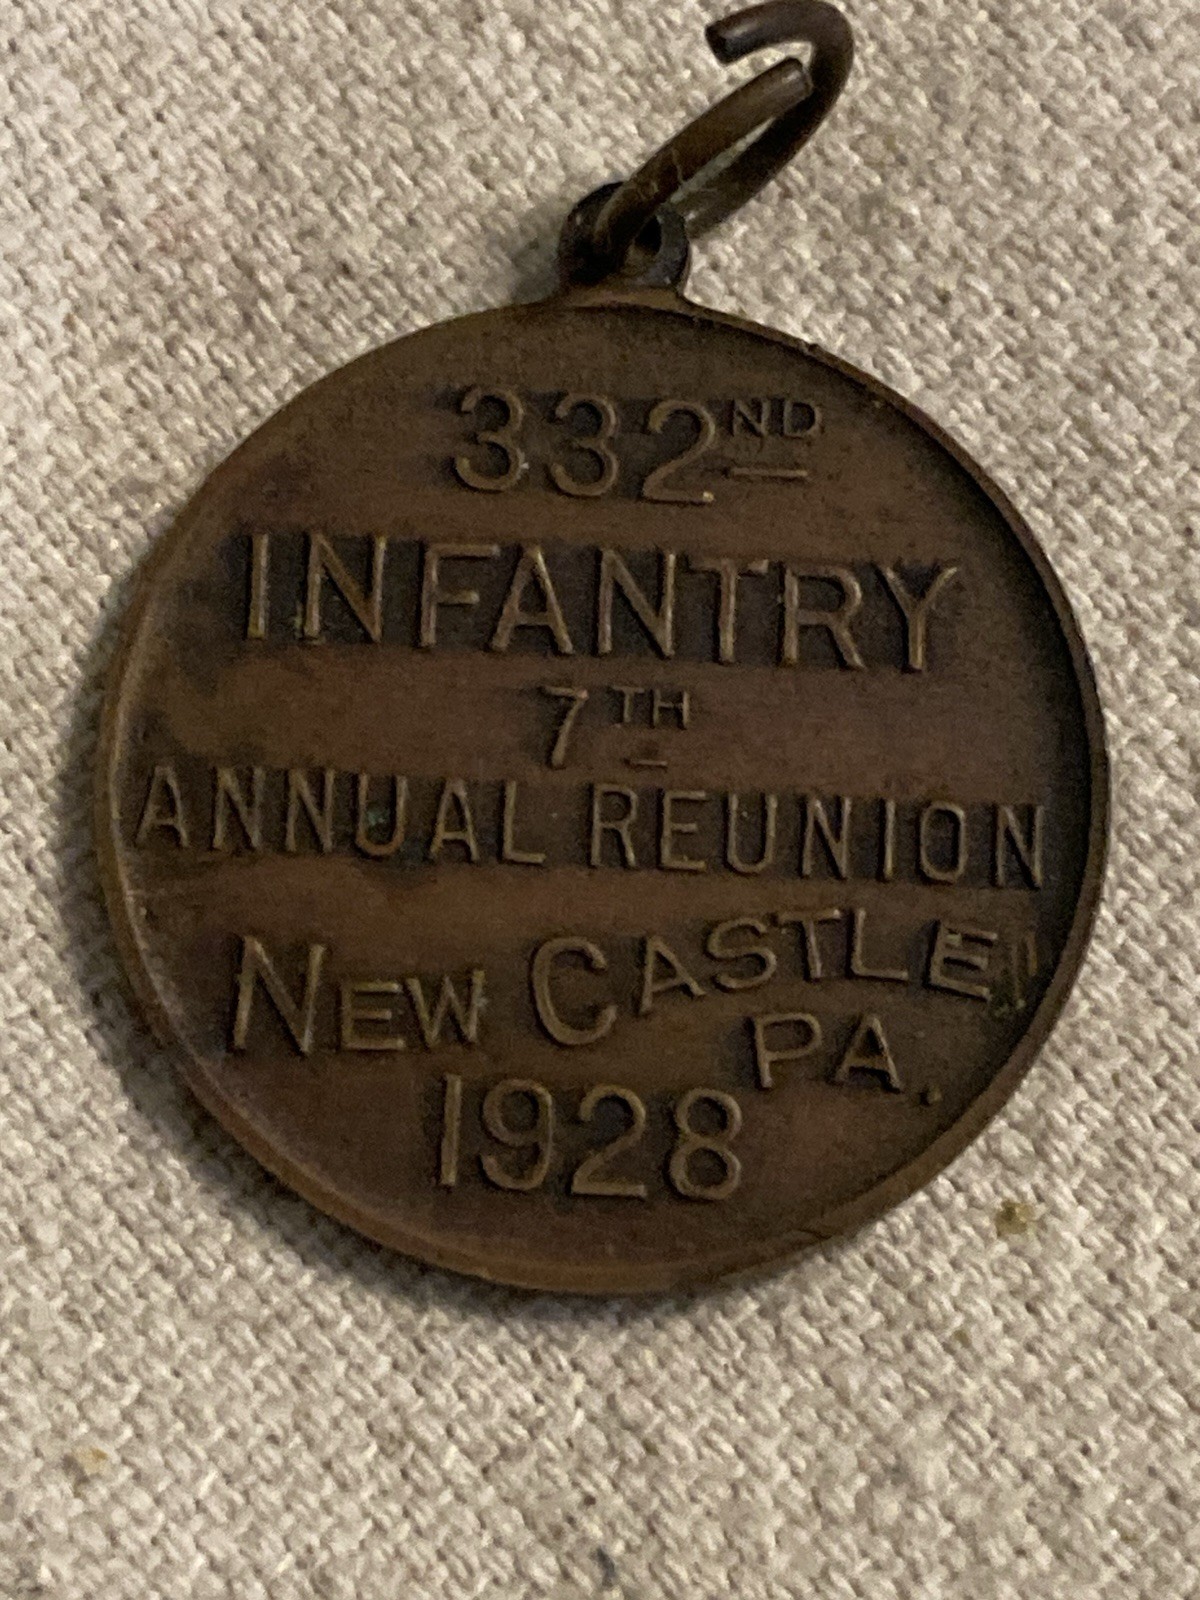 332ND
INFANTRY
7TH
ANNUAL REUNION
NEW CASTLE
PA.
1928